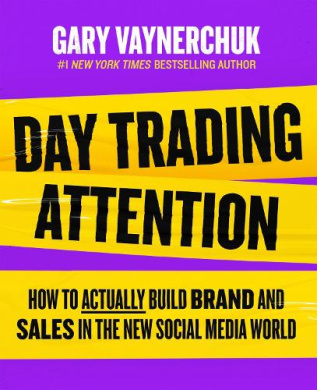 GARY VAYNERCHUK
#1 NEW YORK TIMES BESTSELLING AUTHOR
DAY TRADING
ATTENTION
HOW TO ACTUALLY BUILD BRAND AND
SALES IN THE NEW SOCIAL MEDIA WORLD